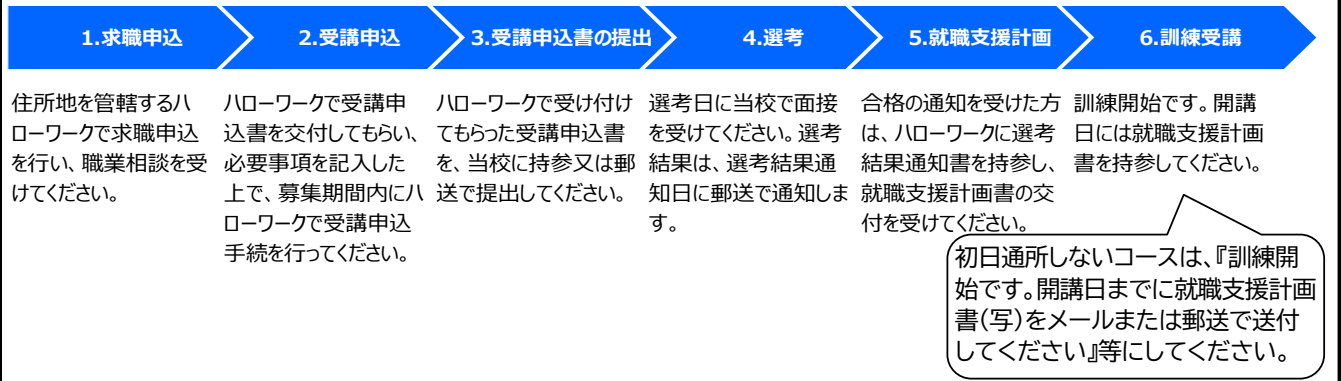 1.求職申込
2.受講申込
3.受講申込書の提出
4.選考
5.就職支援計画
6.訓練受講
住所地を管轄するハ
ローワークで求職申込
を行い、職業相談を受
けてください。
ハローワークで受講申
込書を交付してもらい、
必要事項を記入した
上で、募集期間内にハ
ローワークで受講申込
手続を行ってください。
ハローワークで受け付け
てもらった受講申込書
を、当校に持参又は郵
送で提出してください。
選考日に当校で面接
を受けてください。選考
結果は、選考結果通
知日に郵送で通知しま
す。
合格の通知を受けた方
は、ハローワークに選考
結果通知書を持参し、
就職支援計画書の交
付を受けてください。
訓練開始です。開講
日には就職支援計画
書を持参してください。
初日通所しないコースは、『訓練開
始です。開講日までに就職支援計画
書(写)をメールまたは郵送で送付
してください』等にしてください。